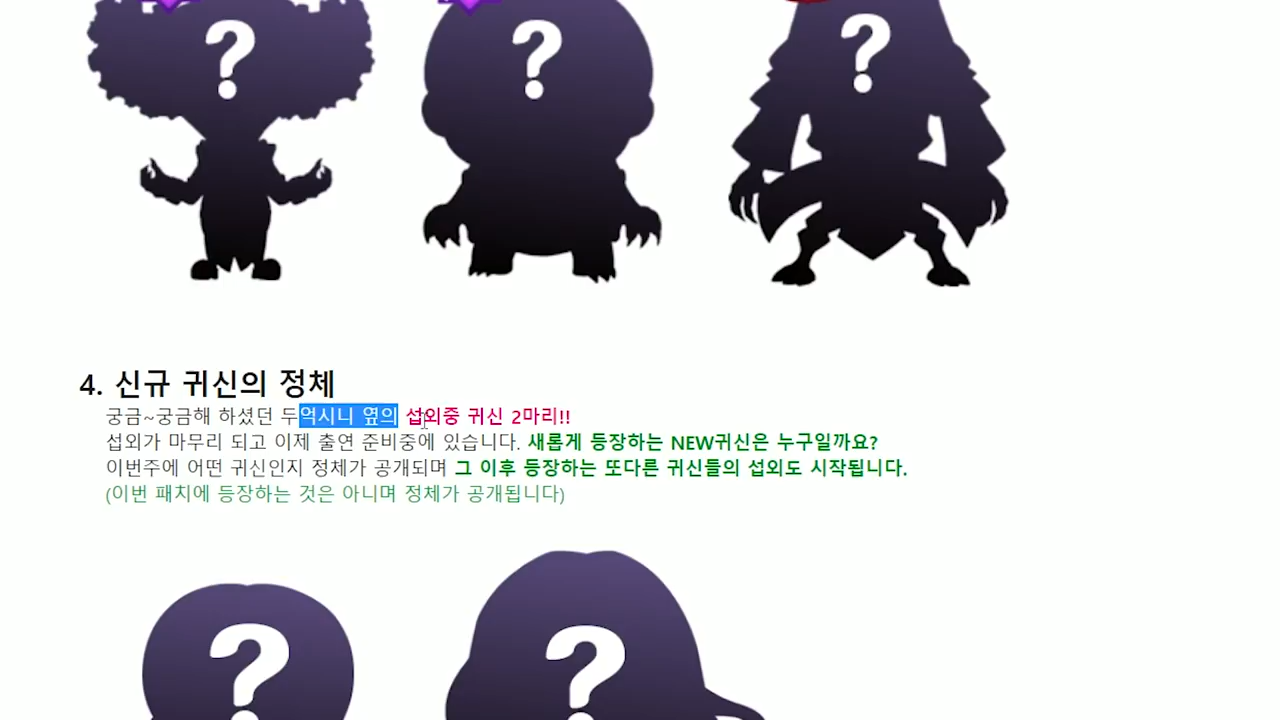 ? ? ?
4. 신규 귀신의 정체
궁금~궁금해 하셨던 두억시니 옆의 섭외중 귀신 2마리!!
섭외가 마무리 되고 이제 출연 준비중에 있습니다. 새롭게 등장하는 NEW귀신은 누구일까요?
이번주에 어떤 귀신인지 정체가 공개되며 그 이후 등장하는 또다른 귀신들의 섭외도 시작됩니다.
(이번 패치에 등장하는 것은 아니며 정체가 공개됩니다)
? ?